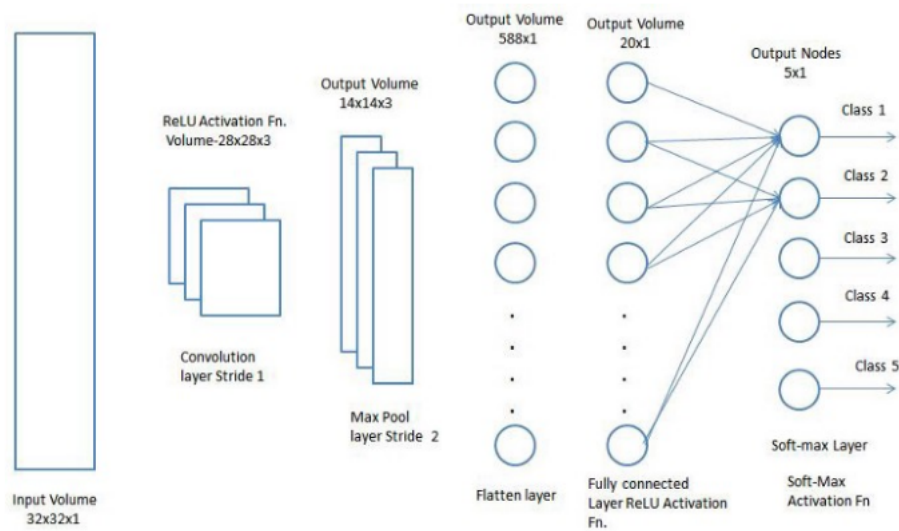 Input Volume
32x32x1
ReLU Activation Fn.
Volume-28x28x3
Convolution
layer Stride 1
Output Volume
14x14x3
Max Pool
layer Stride 2
Output Volume
588x1
Flatten layer
Output Volume
20x1
Fully connected
Layer ReLU Activation
Fn.
Output Nodes
5x1
Class 1
Class 2
Class 3
Class 4
Class 5
Soft-max Layer
Soft-Max
Activation Fn